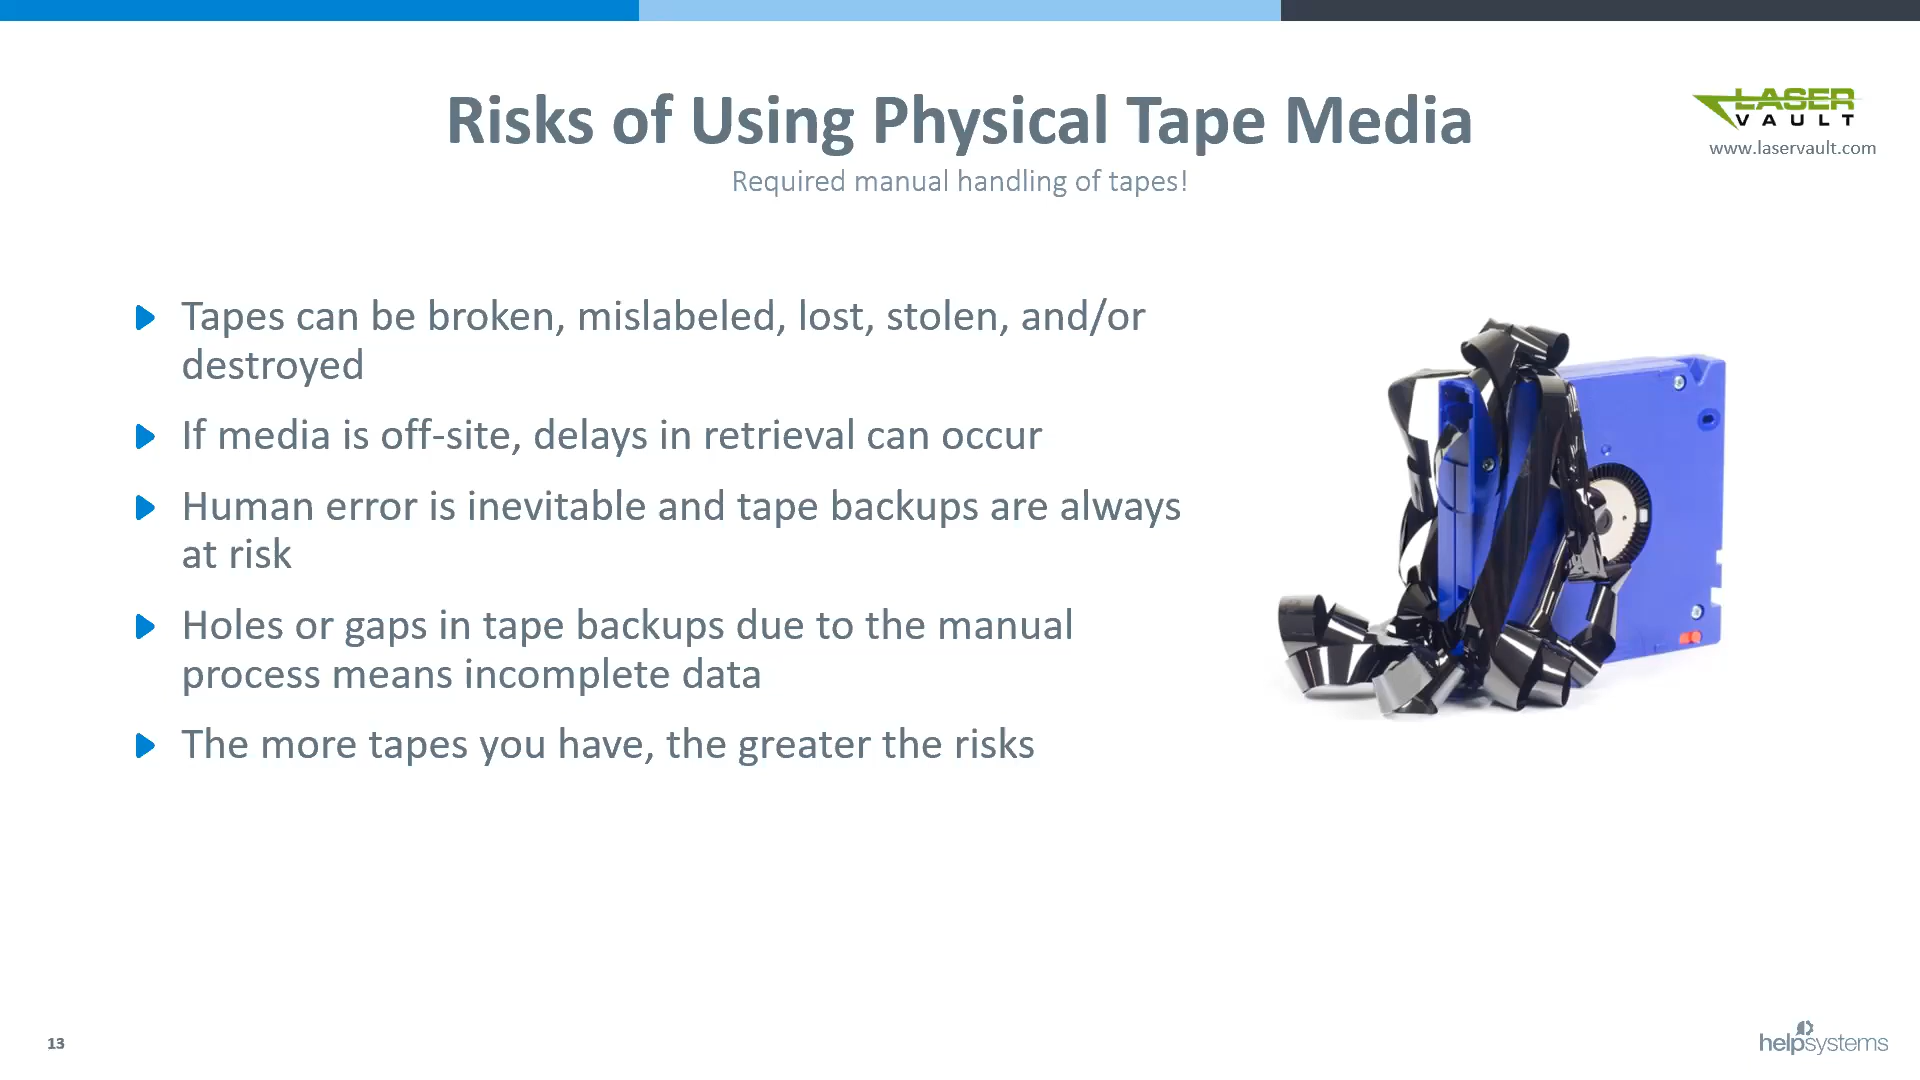 Risks of Using Physical Tape Media
Required manual handling of tapes!
LASER
VAULT
www.laservault.com
Tapes can be broken, mislabeled, lost, stolen, and/or
destroyed
If media is off-site, delays in retrieval can occur
Human error is inevitable and tape backups are always
at risk
Holes or gaps in tape backups due to the manual
process means incomplete data
The more tapes you have, the greater the risks
13
helpsystems